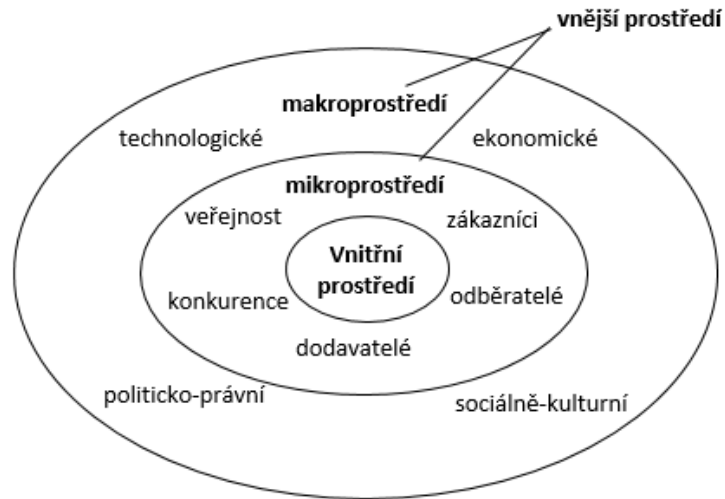 vnější prostředí
makroprostředí
technologické
ekonomické
mikroprostředí
veřejnost
zákazníci
Vnitřní
prostředí
konkurence
odběratelé
dodavatelé
politicko-právní
sociálně-kulturní